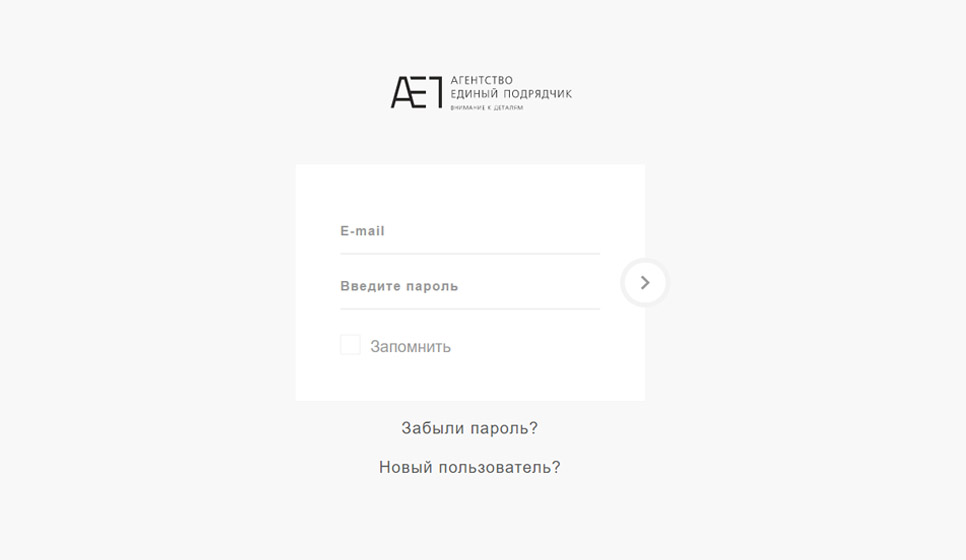 АЕП
АГЕНТСТВО
ЕДИНЫЙ ПОДРЯДЧИК
ВНИМАНИЕ К ДЕТАЛЯМ
E-mail
Введите пароль
Запомнить
Забыли пароль?
Новый пользователь?